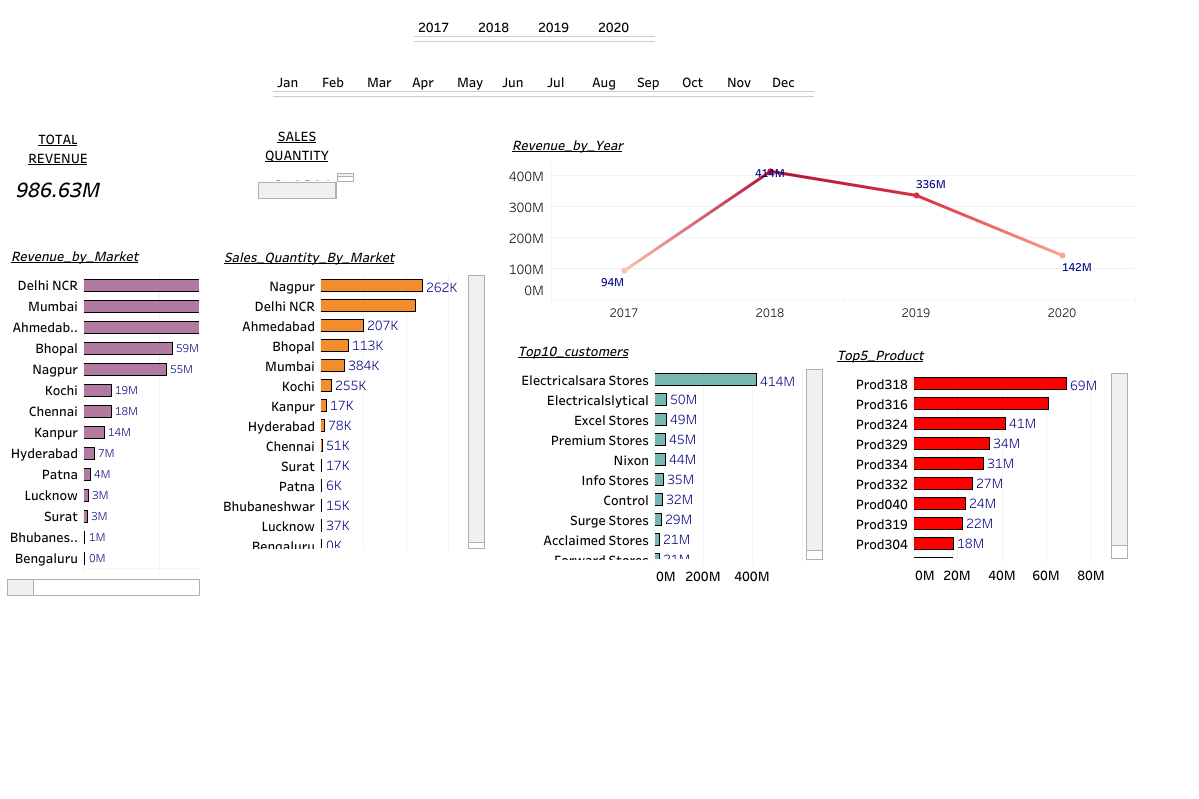 2017 2018 2019 2020
Jan Feb Mar Apr May Jun Jul Aug Sep Oct Nov Dec
TOTAL
REVENUE
986.63M
SALES
QUANTITY
Revenue_by_Year
400M
300M
200M
100M
0M
94M
414M
336M
142M
2017 2018 2019 2020
Revenue_by_Market
Delhi NCR
Mumbai
Ahmedab..
Bhopal 59M
Nagpur 55M
Kochi 19M
Chennai 18M
Kanpur 14M
Hyderabad 7M
Patna 4M
Lucknow 3M
Surat 3M
Bhubanes.. 1M
Bengaluru 0M
Sales_Quantity_By_Market
Nagpur 262K
Delhi NCR
Ahmedabad 207K
Bhopal 113K
Mumbai 384K
Kochi 255K
Kanpur 17K
Hyderabad 78K
Chennai 51K
Surat 17K
Patna 6K
Bhubaneshwar 15K
Lucknow 37K
Bengaluru 0K
Top10_customers
Electricalsara Stores 414M
Electricalslytical 50M
Excel Stores 49M
Premium Stores 45M
Nixon 44M
Info Stores 35M
Control 32M
Surge Stores 29M
Acclaimed Stores 21M
Forward Stores 21M
0M 200M 400M
Top5_Product
Prod318 69M
Prod316
Prod324 41M
Prod329 34M
Prod334 31M
Prod332 27M
Prod040 24M
Prod319 22M
Prod304 18M
0M 20M 40M 60M 80M